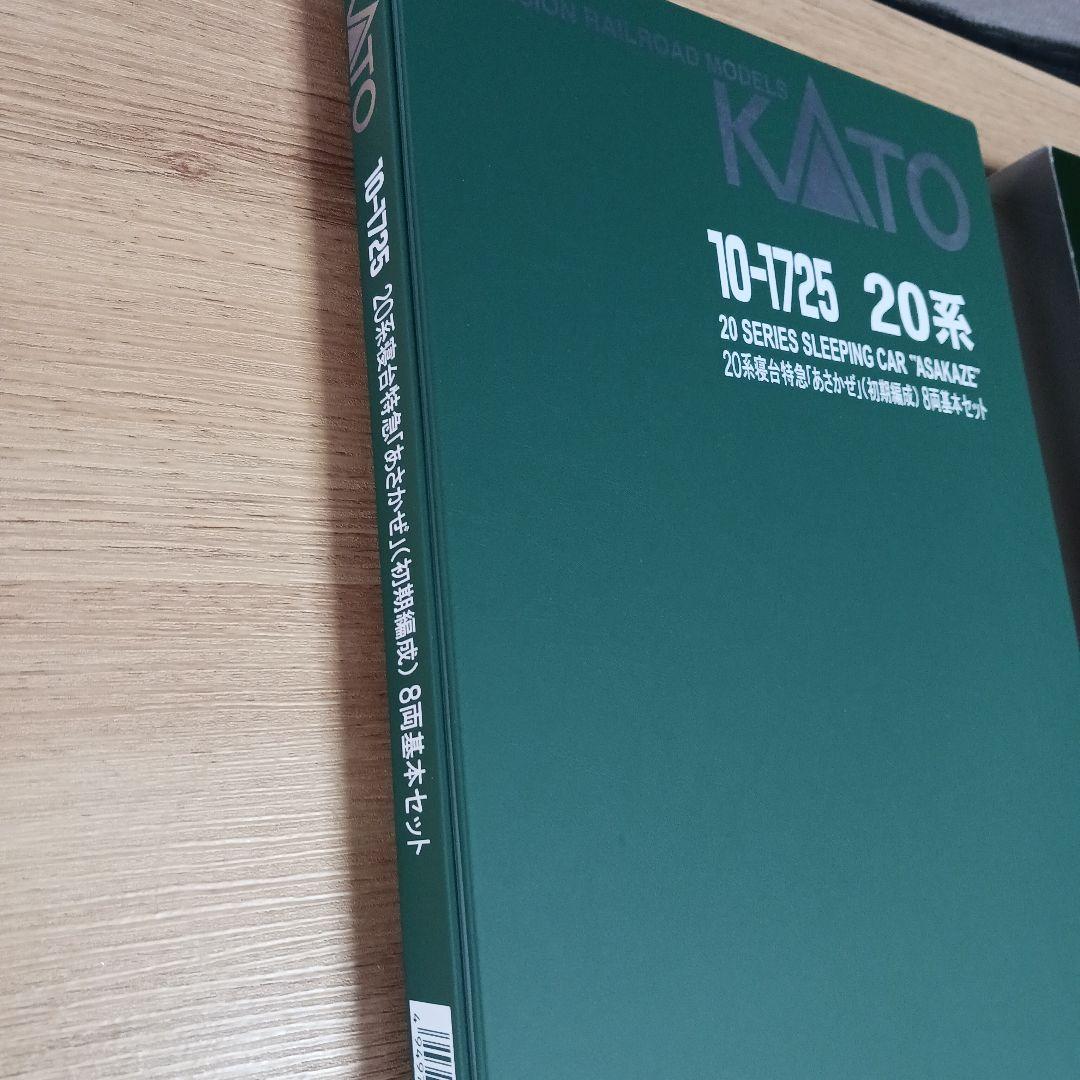 KATO
10-1725 20系寝台特急「あさかぜ」(初期編成) 8両基本セット
RAILROAD MODELS
KATO
10-1725 20系
20 SERIES SLEEPING CAR "ASAKAZE"
20系寝台特急「あさかぜ」(初期編成) 8両基本セット